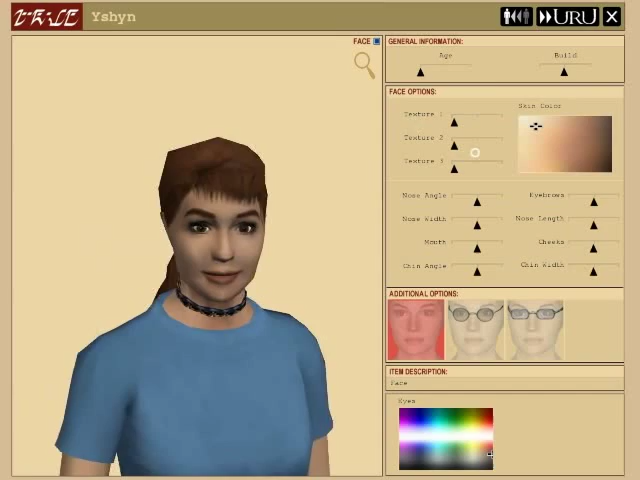 Yshyn
URU
FACE
GENERAL INFORMATION:
Age
Build
FACE OPTIONS:
Texture 1
Skin Color
Texture 2
Texture 3
Nose Angle
Eyebrows
Nose Width
Nose Length
Mouth
Cheeks
Chin Angle
Chin Width
ADDITIONAL OPTIONS:
ITEM DESCRIPTION:
Face
Eyes